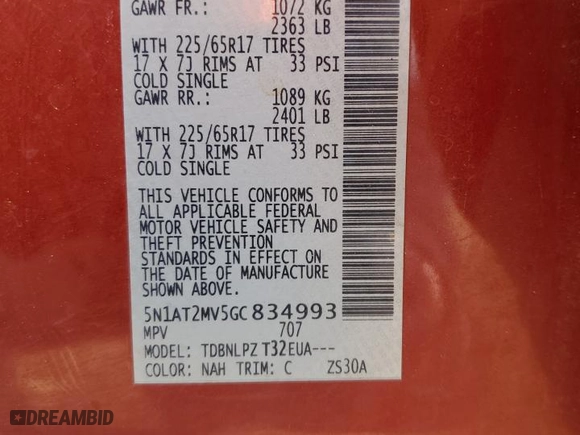 GAWR FR.: 1072 KG
2363 LB
WITH 225/65R17 TIRES
17 X 7J RIMS AT 33 PSI
COLD SINGLE
GAWR RR.: 1089 KG
2401 LB
WITH 225/65R17 TIRES
17 X 7J RIMS AT 33 PSI
COLD SINGLE
THIS VEHICLE CONFORMS TO
ALL APPLICABLE FEDERAL
MOTOR VEHICLE SAFETY AND
THEFT PREVENTION
STANDARDS IN EFFECT ON
THE DATE OF MANUFACTURE
SHOWN ABOVE.
5N1AT2MV5GC834993
MPV 707
MODEL: TDBNLPZ T32EUA---
COLOR: NAH TRIM: C ZS30A
DREAMBID